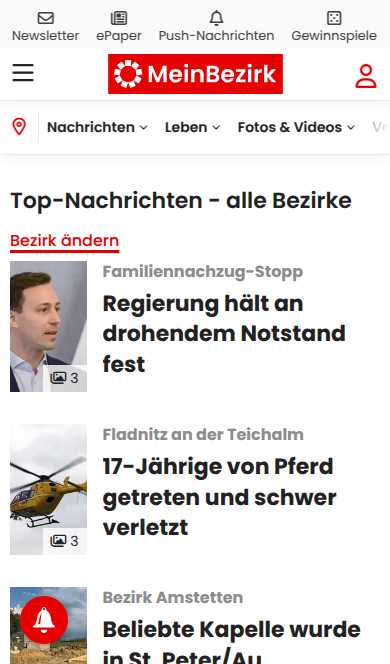 Newsletter ePaper Push-Nachrichten Gewinnspiele
MeinBezirk
Nachrichten Leben Fotos & Videos
Top-Nachrichten - alle Bezirke
Bezirk ändern
Familiennachzug-Stopp
Regierung hält an
drohendem Notstand
fest
3
Fladnitz an der Teichalm
17-Jährige von Pferd
getreten und schwer
verletzt
3
Bezirk Amstetten
Beliebte Kapelle wurde
in St. Peter/Au